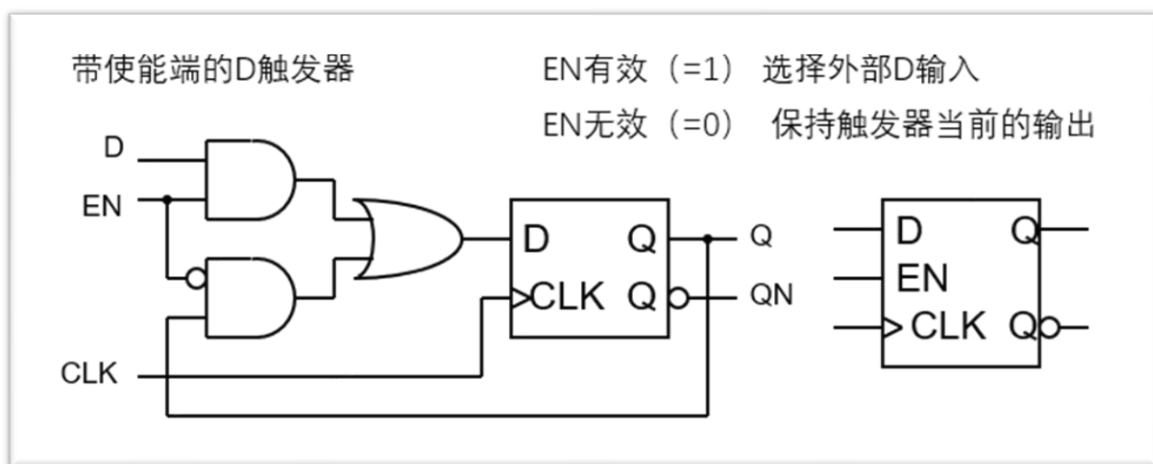 带使能端的D触发器
EN有效（=1） 选择外部D输入
EN无效（=0） 保持触发器当前的输出
D
EN
CLK
D Q
CLK Q
Q
QN
D Q
EN
CLK Q